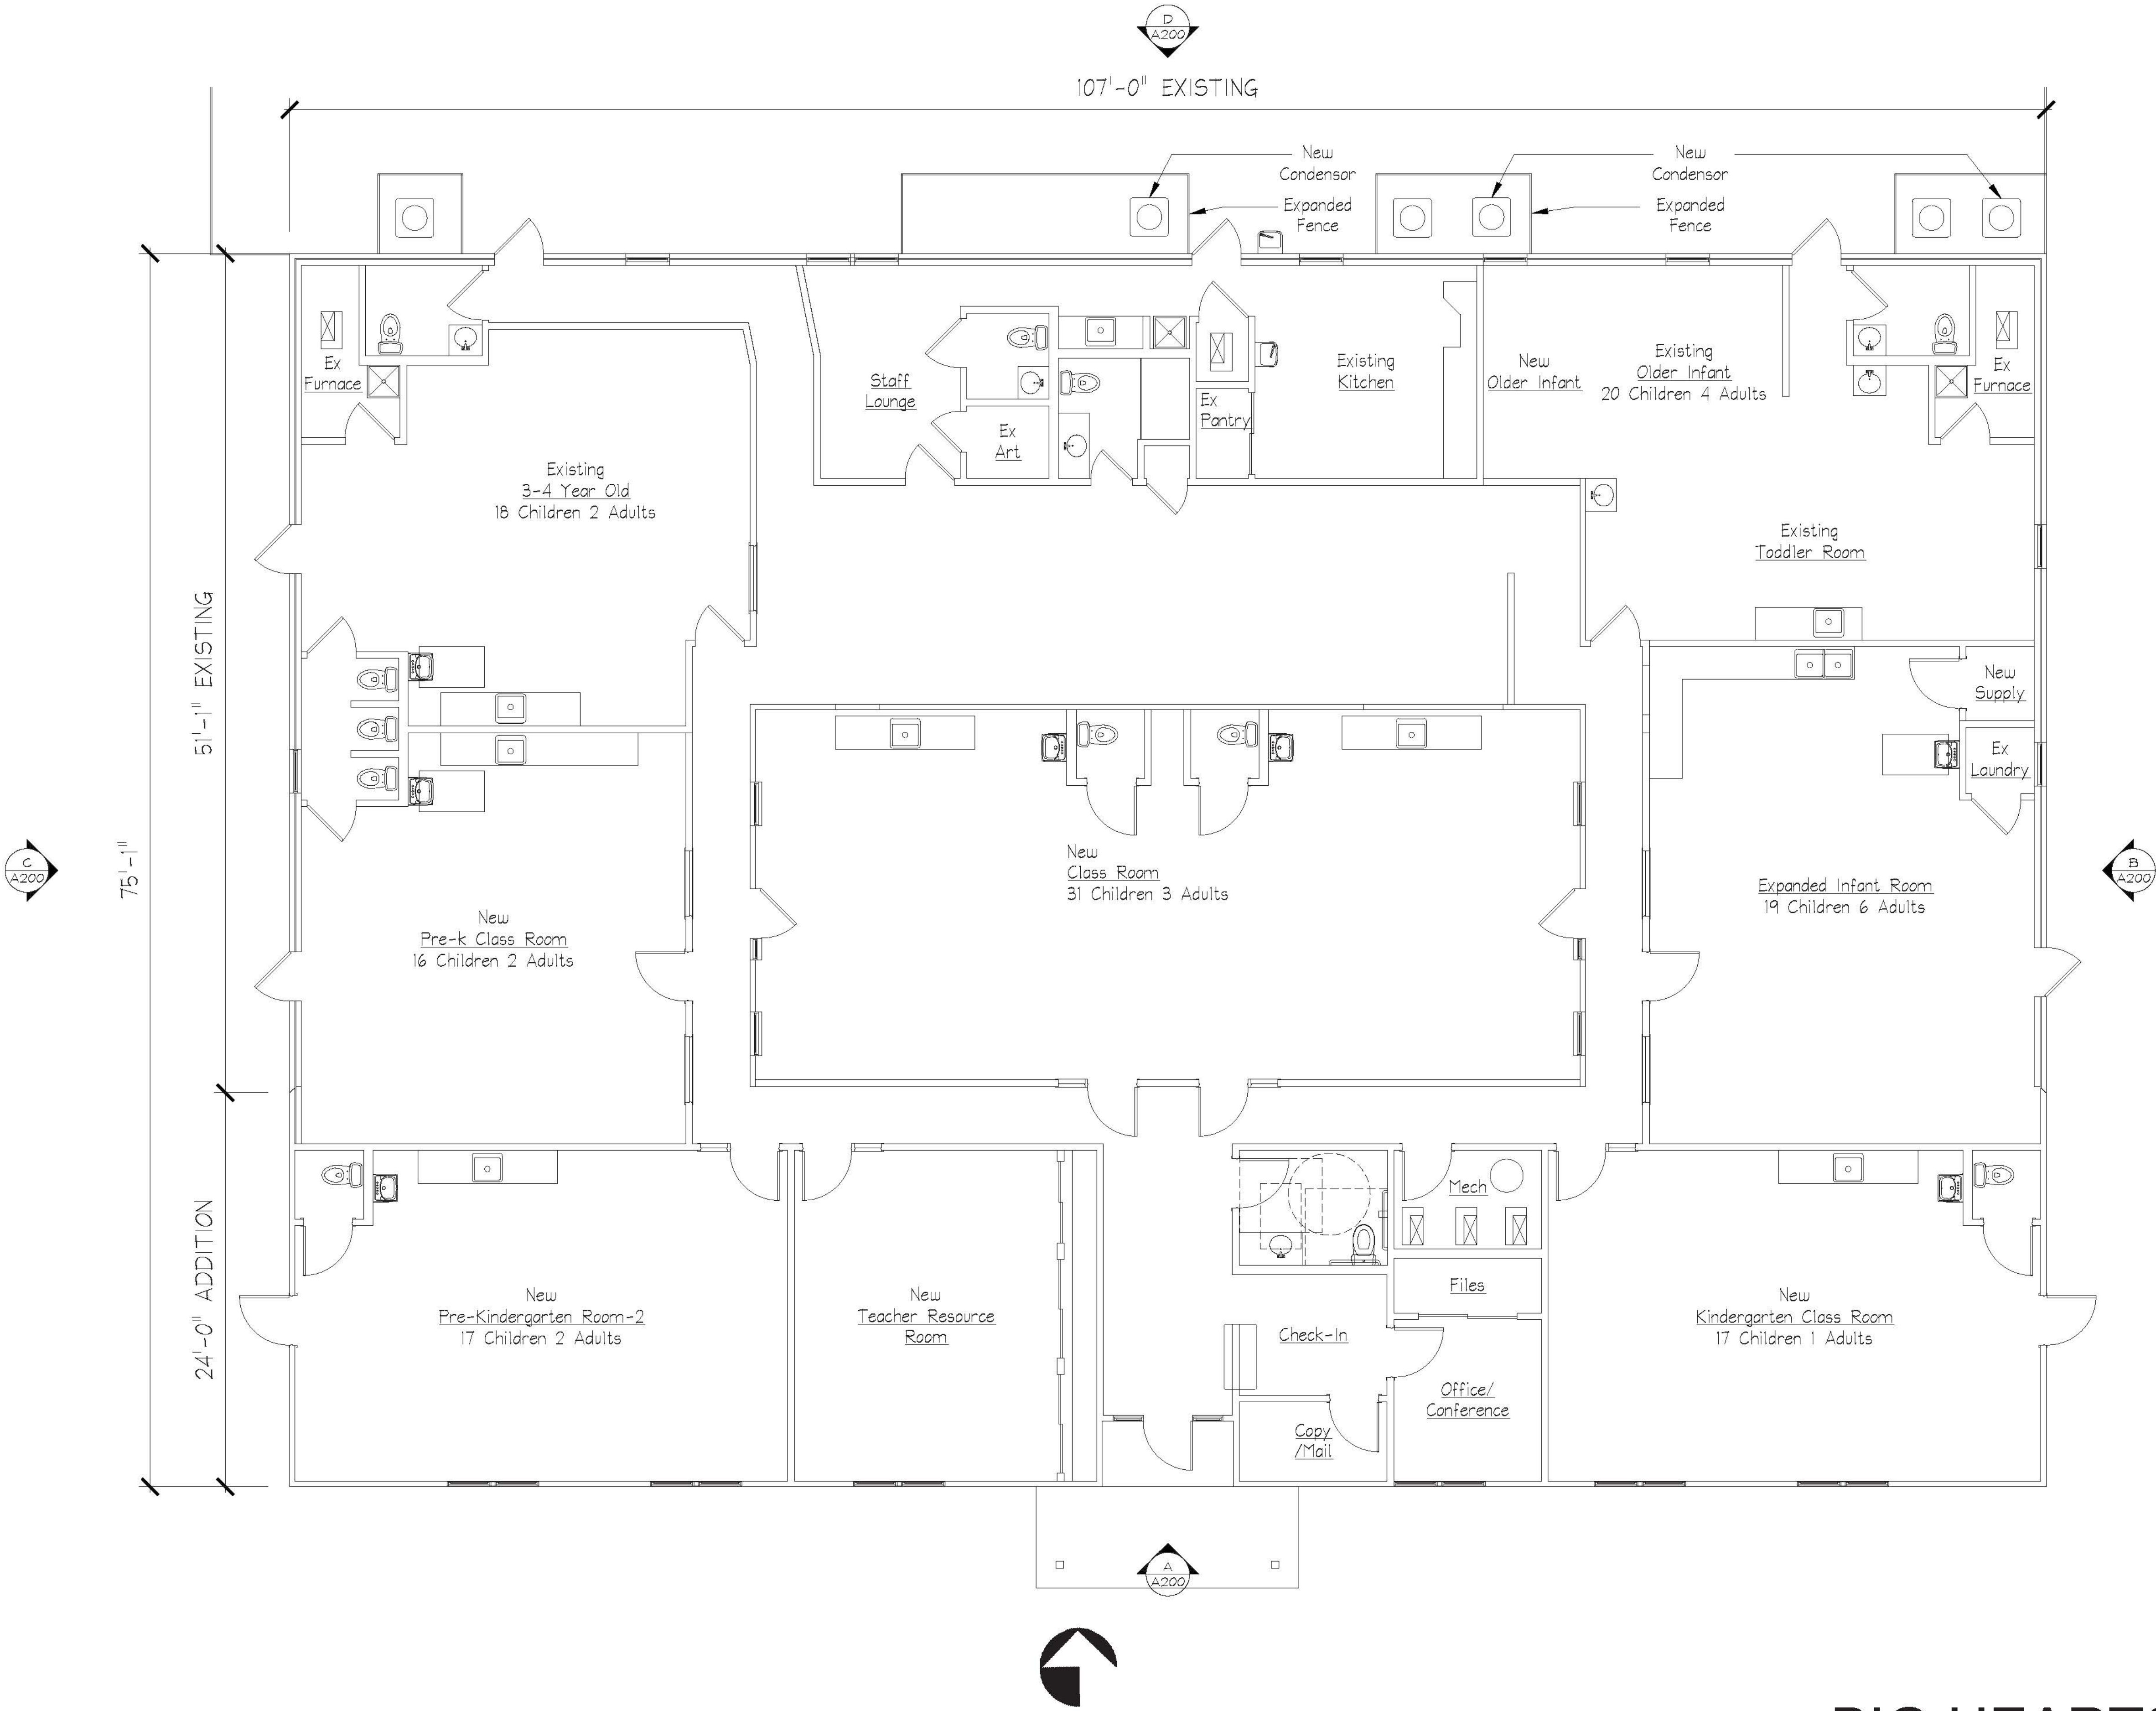 D
A200
107'-0" EXISTING
New
Condensor
New
Condensor
Expanded
Fence
Expanded
Fence
Ex
Furnace
Staff
Lounge
Ex
Art
Ex
Pantry
Existing
Kitchen
New
Older Infant
Existing
Older Infant
20 Children 4 Adults
Ex
Furnace
Existing
3-4 Year Old
18 Children 2 Adults
Existing
Toddler Room
51'-1" EXISTING
New
Supply
Ex
Laundry
75'-1"
C
A200
New
Class Room
31 Children 3 Adults
B
A200
Expanded Infant Room
19 Children 6 Adults
New
Pre-k Class Room
16 Children 2 Adults
24'-0" ADDITION
Mech
Files
New
Pre-Kindergarten Room-2
17 Children 2 Adults
New
Teacher Resource
Room
Check-In
New
Kindergarten Class Room
17 Children 1 Adults
Office/
Conference
Copy
/Mail
A
A200